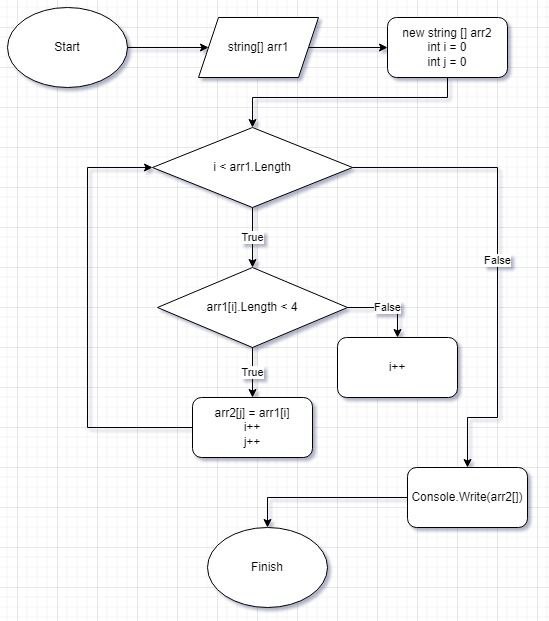 Start
string[] arr1
new string [] arr2
int i = 0
int j = 0
i < arr1.Length
True
False
arr1[i].Length < 4
False
i++
True
arr2[j] = arr1[i]
i++
j++
Console.Write(arr2[])
Finish